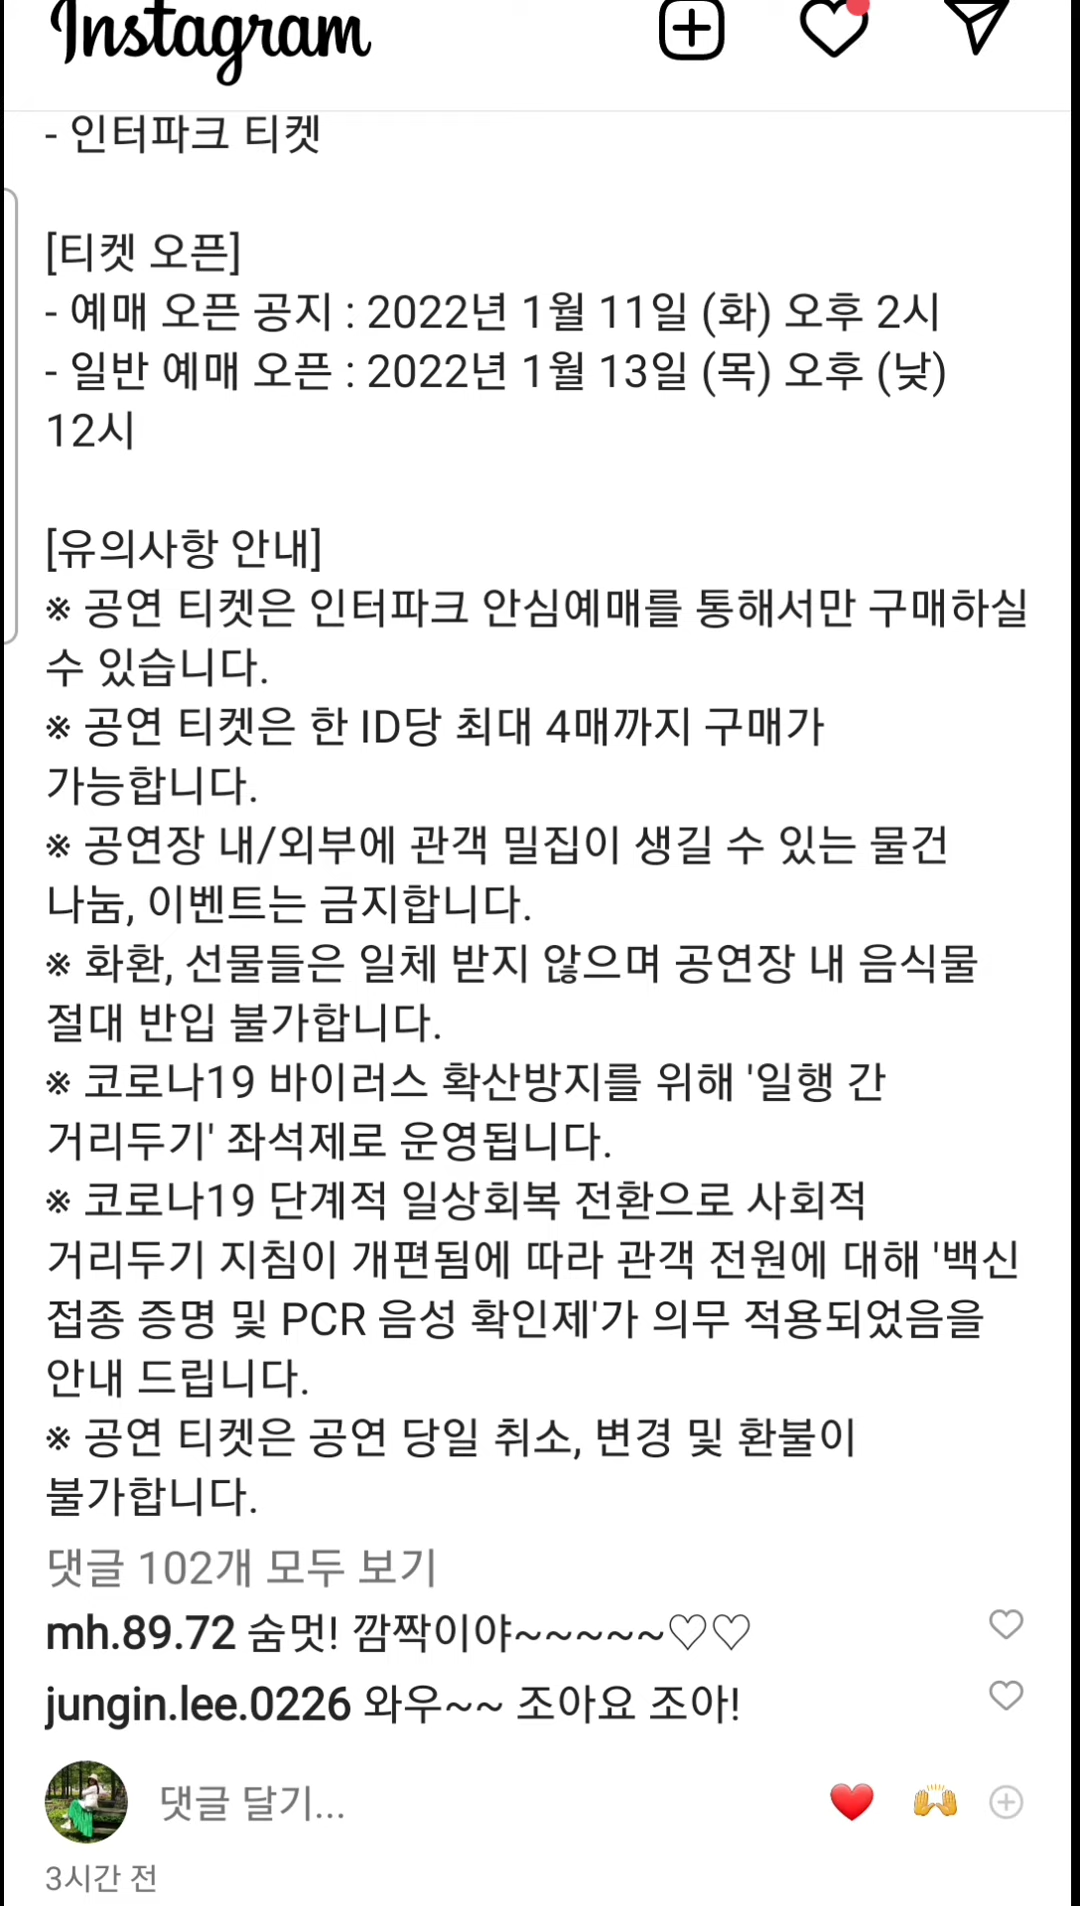 Instagram
- 인터파크 티켓
[티켓 오픈]
- 예매 오픈 공지 : 2022년 1월 11일 (화) 오후 2시
- 일반 예매 오픈 : 2022년 1월 13일 (목) 오후 (낮)
12시
[유의사항 안내]
※ 공연 티켓은 인터파크 안심예매를 통해서만 구매하실
수 있습니다.
※ 공연 티켓은 한 ID당 최대 4매까지 구매가
가능합니다.
※ 공연장 내/외부에 관객 밀집이 생길 수 있는 물건
나눔, 이벤트는 금지합니다.
※ 화환, 선물들은 일체 받지 않으며 공연장 내 음식물
절대 반입 불가합니다.
※ 코로나19 바이러스 확산방지를 위해 '일행 간
거리두기' 좌석제로 운영됩니다.
※ 코로나19 단계적 일상회복 전환으로 사회적
거리두기 지침이 개편됨에 따라 관객 전원에 대해 '백신
접종 증명 및 PCR 음성 확인제'가 의무 적용되었음을
안내 드립니다.
※ 공연 티켓은 공연 당일 취소, 변경 및 환불이
불가합니다.
댓글 102개 모두 보기
mh.89.72 숨멋! 깜짝이야~~~~~♡♡
jungin.lee.0226 와우~~ 조아요 조아!
댓글 달기...
3시간 전